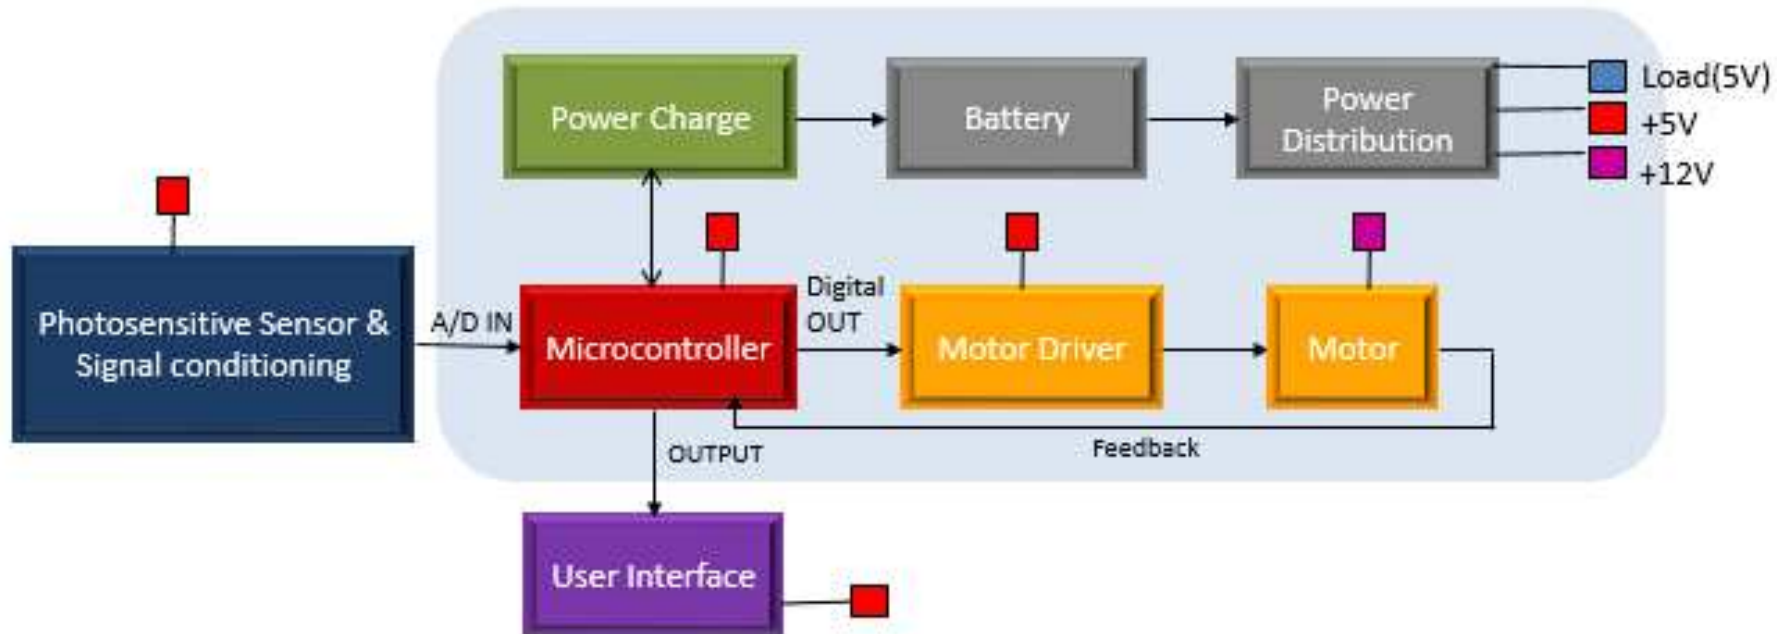 Power Charge
Battery
Power
Distribution
Load(5V)
+5V
+12V
Photosensitive Sensor &
Signal conditioning
A/D IN
Microcontroller
Digital
OUT
Motor Driver
Motor
Feedback
OUTPUT
User Interface